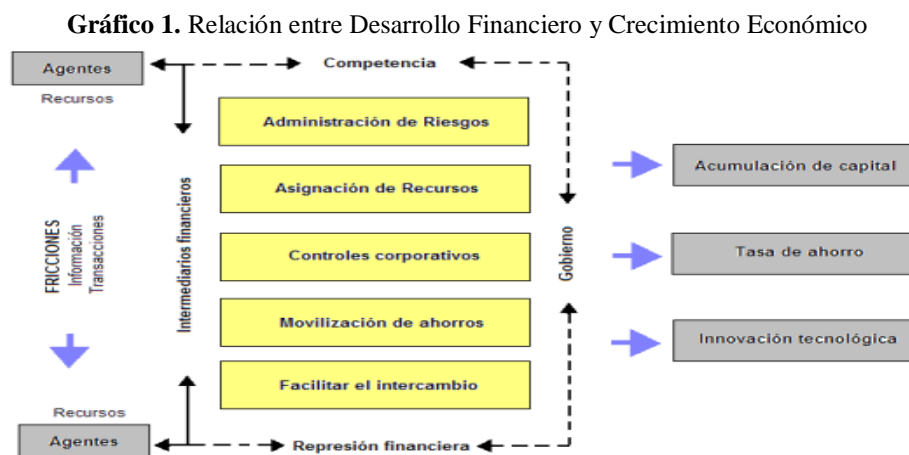 Gráfico 1. Relación entre Desarrollo Financiero y Crecimiento Económico
Agentes
Recursos
Competencia
Administración de Riesgos
Asignación de Recursos
Controles corporativos
Movilización de ahorros
Facilitar el intercambio
FRICCIONES
Información
Transacciones
Intermediarios financieros
Gobierno
Acumulación de capital
Tasa de ahorro
Innovación tecnológica
Recursos
Agentes
Represión financiera